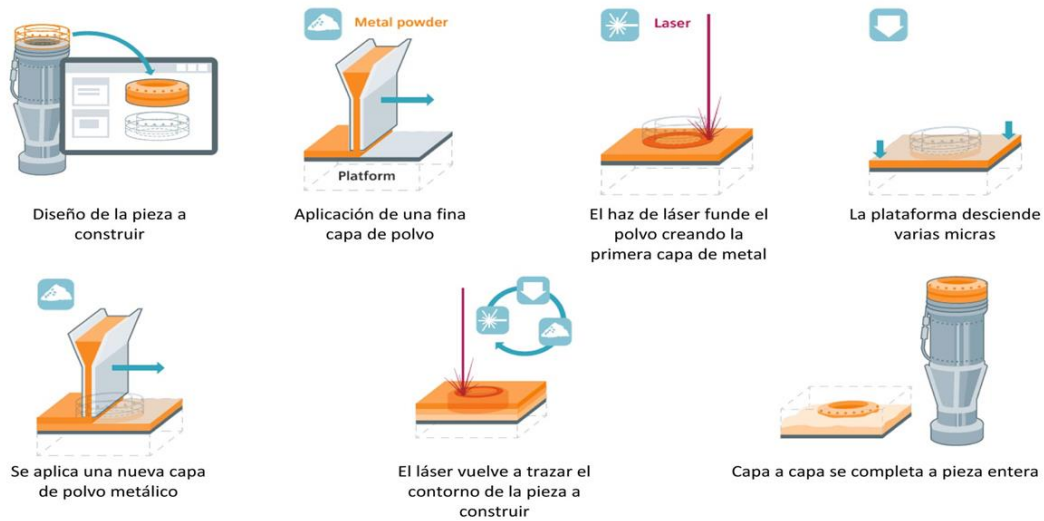 Metal powder
Laser
Platform
Diseño de la pieza a
construir
Aplicación de una fina
capa de polvo
El haz de láser funde el
polvo creando la
primera capa de metal
La plataforma desciende
varias micras
Se aplica una nueva capa
de polvo metálico
El láser vuelve a trazar el
contorno de la pieza a
construir
Capa a capa se completa a pieza entera